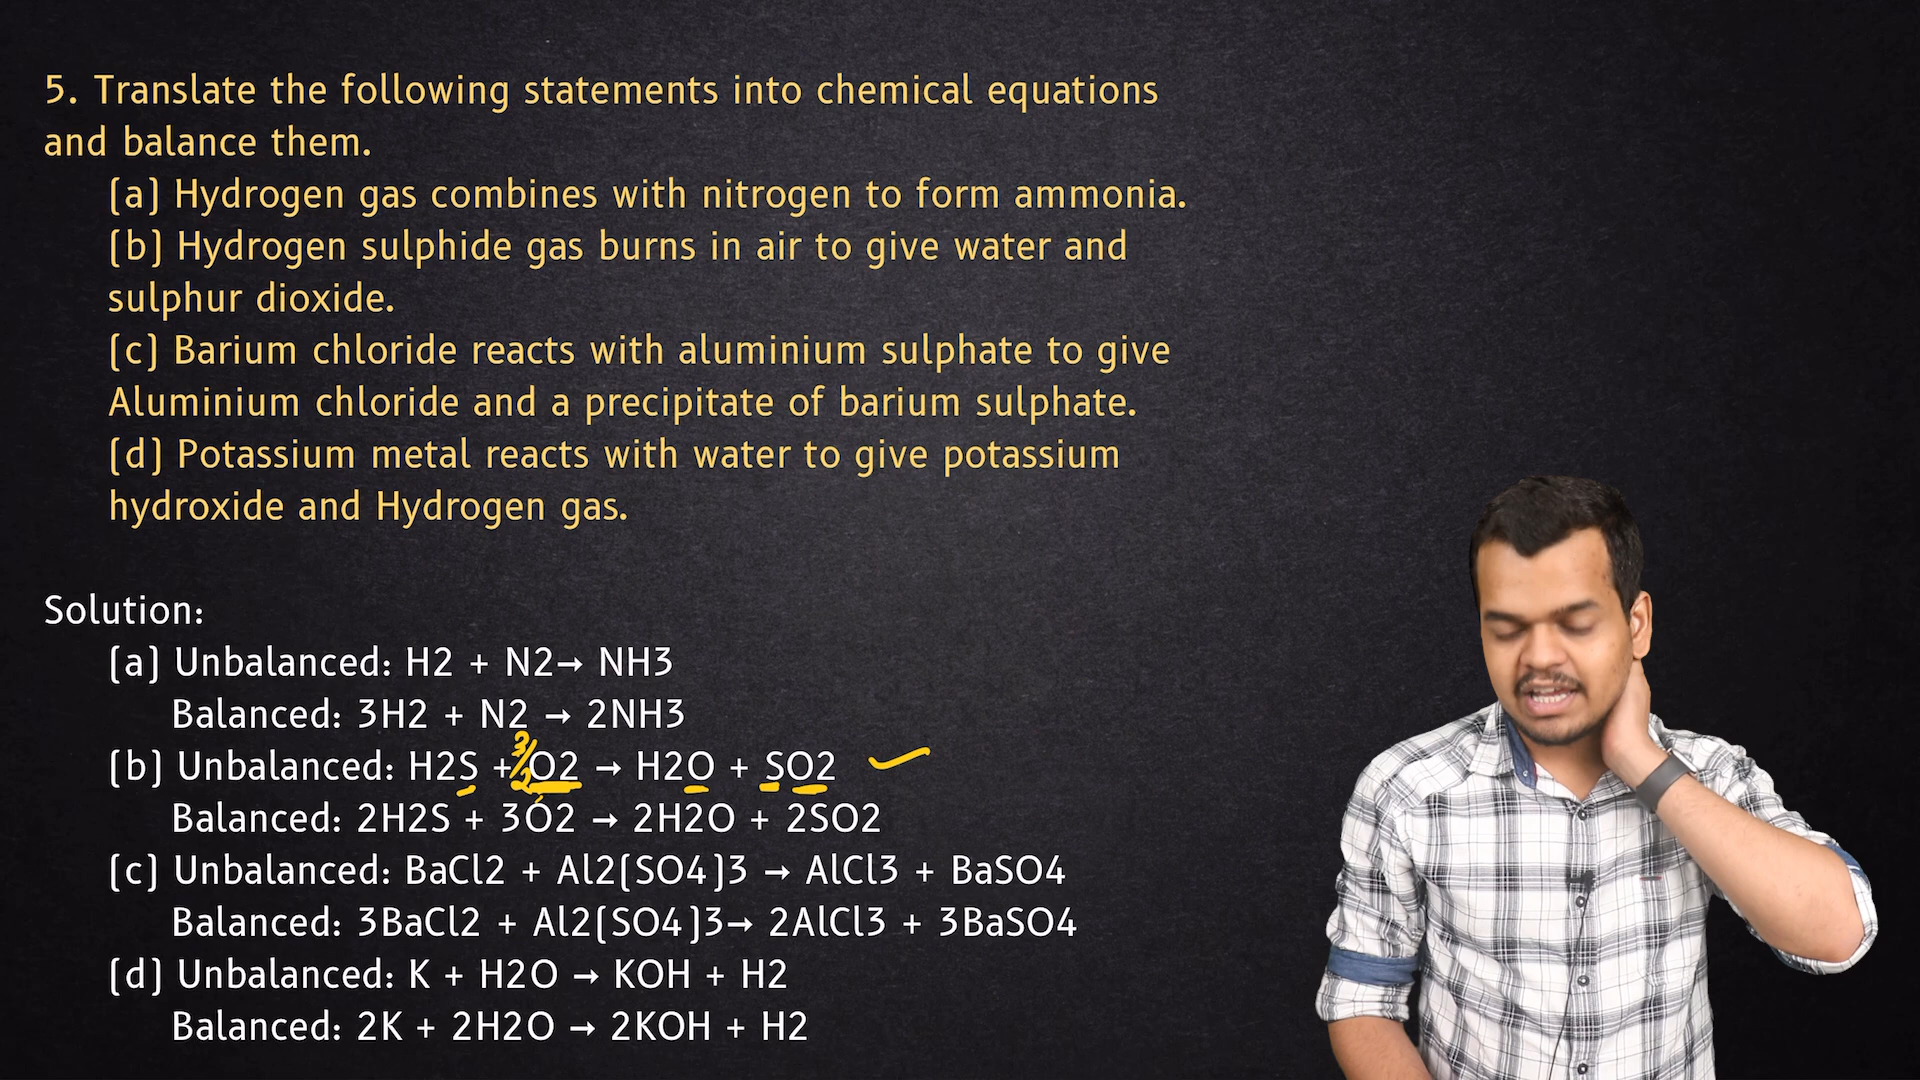 5. Translate the following statements into chemical equations
and balance them.
(a) Hydrogen gas combines with nitrogen to form ammonia.
(b) Hydrogen sulphide gas burns in air to give water and
sulphur dioxide.
(c) Barium chloride reacts with aluminium sulphate to give
Aluminium chloride and a precipitate of barium sulphate.
(d) Potassium metal reacts with water to give potassium
hydroxide and Hydrogen gas.
Solution:
(a) Unbalanced: H2 + N2→ NH3
Balanced: 3H2 + N2 → 2NH3
(b) Unbalanced: H2S + 3/2 O2 → H2O + SO2
Balanced: 2H2S + 3O2 → 2H2O + 2SO2
(c) Unbalanced: BaCl2 + Al2(SO4)3 → AlCl3 + BaSO4
Balanced: 3BaCl2 + Al2(SO4)3→ 2AlCl3 + 3BaSO4
(d) Unbalanced: K + H2O → KOH + H2
Balanced: 2K + 2H2O → 2KOH + H2